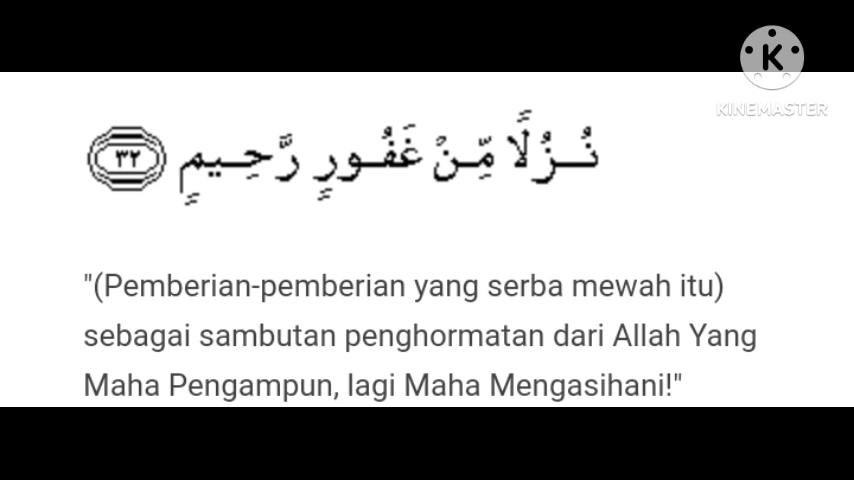 K
KINEMASTER
نُزُلًا مِّنْ غَفُورٍ رَّحِيمٍ ٣٢
"(Pemberian-pemberian yang serba mewah itu)
sebagai sambutan penghormatan dari Allah Yang
Maha Pengampun, lagi Maha Mengasihani!"